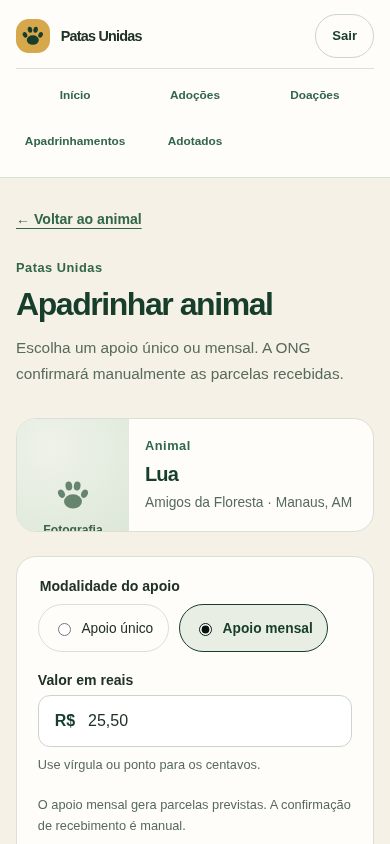 Patas Unidas
Sair
Início
Adoções
Doações
Apadrinhamentos
Adotados
← Voltar ao animal
Patas Unidas
Apadrinhar animal
Escolha um apoio único ou mensal. A ONG
confirmará manualmente as parcelas recebidas.
Fotografia
Animal
Lua
Amigos da Floresta · Manaus, AM
Modalidade do apoio
Apoio único
Apoio mensal
Valor em reais
R$ 25,50
Use vírgula ou ponto para os centavos.
O apoio mensal gera parcelas previstas. A confirmação
de recebimento é manual.